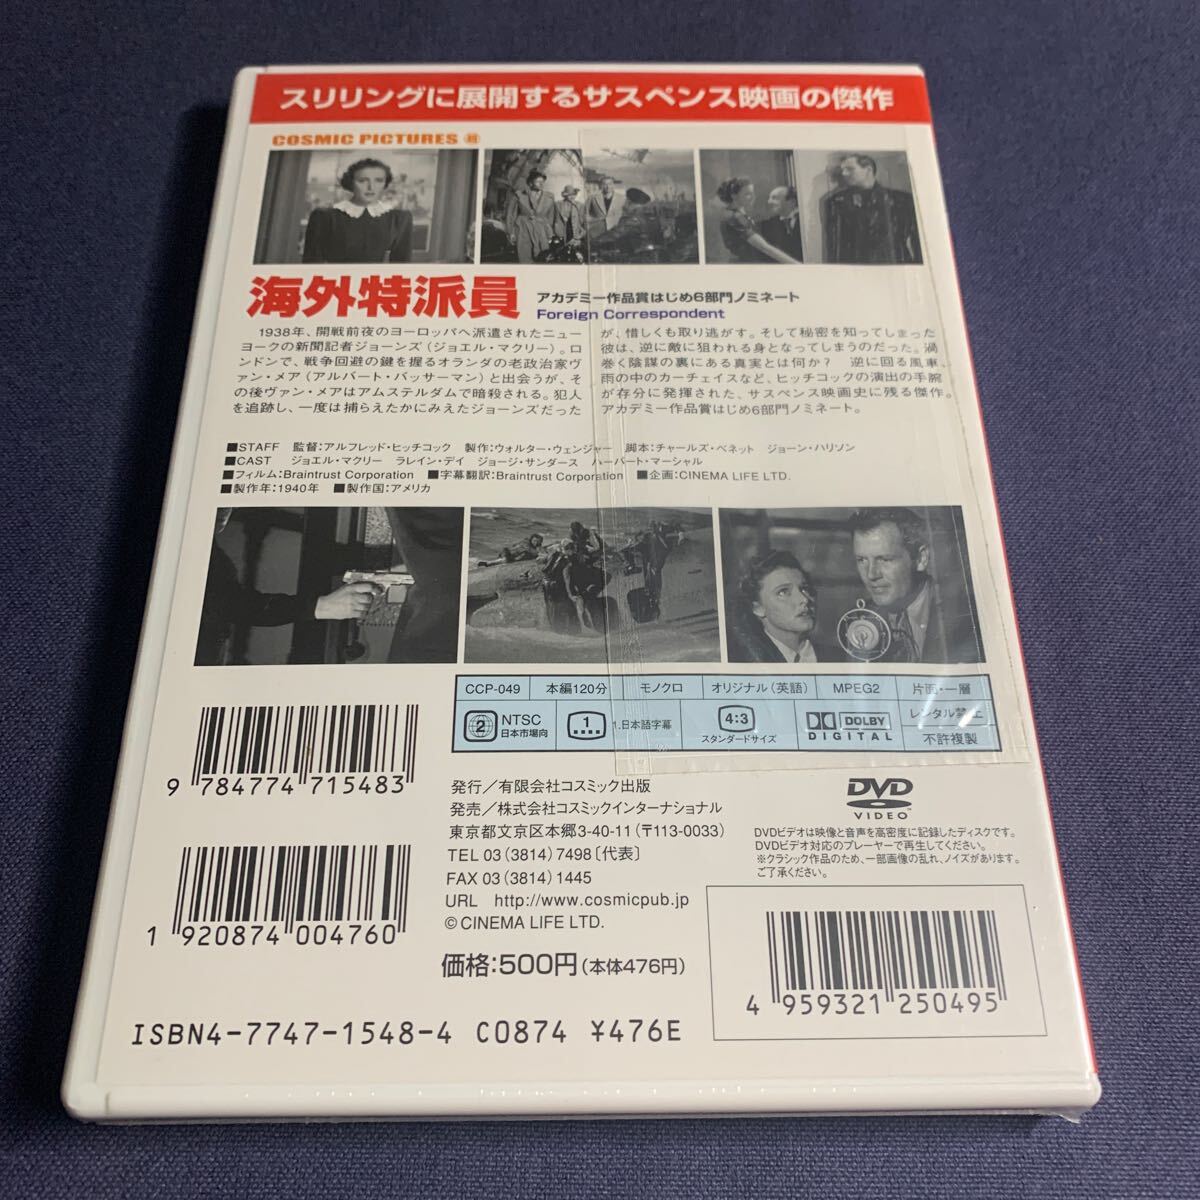 スリリングに展開するサスペンス映画の傑作
COSMIC PICTURES
海外特派員
アカデミー作品賞はじめ6部門ノミネート
Foreign Correspondent
1938年、開戦前夜のヨーロッパへ派遣されたニュー
ヨークの新聞記者ジョーンズ(ジョエル・マクリー)。ロ
ンドンで、戦争回避の鍵を握るオランダの老政治家ヴ
ァン・メア(アルバート・バッサーマン)と出会うが、そ
の後ヴァン・メアはアムステルダムで暗殺される。犯人
を追跡し、一度は捕らえたかにみえたジョーンズだった
が、惜しくも取り逃がす。そして秘密を知ってしまった
彼は、逆に敵に狙われる身となってしまうのだった。渦
巻く陰謀の裏にある真実とは何か? 逆に回る風車、
雨の中のカーチェイスなど、ヒッチコックの演出の手腕
が存分に発揮された、サスペンス映画史に残る傑作。
アカデミー作品賞はじめ6部門ノミネート。
■STAFF 監督:アルフレッド・ヒッチコック 製作:ウォルター・ウェンジャー 脚本:チャールズ・ベネット ジョーン・ハリソン
■CAST ジョエル・マクリー ラレイン・デイ ジョージ・サンダース ハーバート・マーシャル
■フィルム:Braintrust Corporation ■字幕翻訳:Braintrust Corporation ■企画:CINEMA LIFE LTD.
■製作年:1940年 ■製作国:アメリカ
CCP-049 本編120分 モノクロ オリジナル(英語) MPEG2 片面・一層
2 NTSC 日本市場向 1 1.日本語字幕 4:3 スタンダードサイズ DOLBY DIGITAL レンタル禁止 不許複製
9 784774 715483
発行/有限会社コスミック出版
発売/株式会社コスミックインターナショナル
東京都文京区本郷3-40-11(〒113-0033)
TEL 03(3814)7498〔代表〕
FAX 03(3814)1445
URL http://www.cosmicpub.jp
© CINEMA LIFE LTD.
DVD
VIDEO
DVDビデオは映像と音声を高密度に記録したディスクです。
DVDビデオ対応のプレーヤーで再生してください。
※クラシック作品のため、一部画像の乱れ、ノイズがあります。
ご了承ください。
1 920874 004760
価格:500円(本体476円)
4 959321 250495
ISBN4-7747-1548-4 C0874 ¥476E